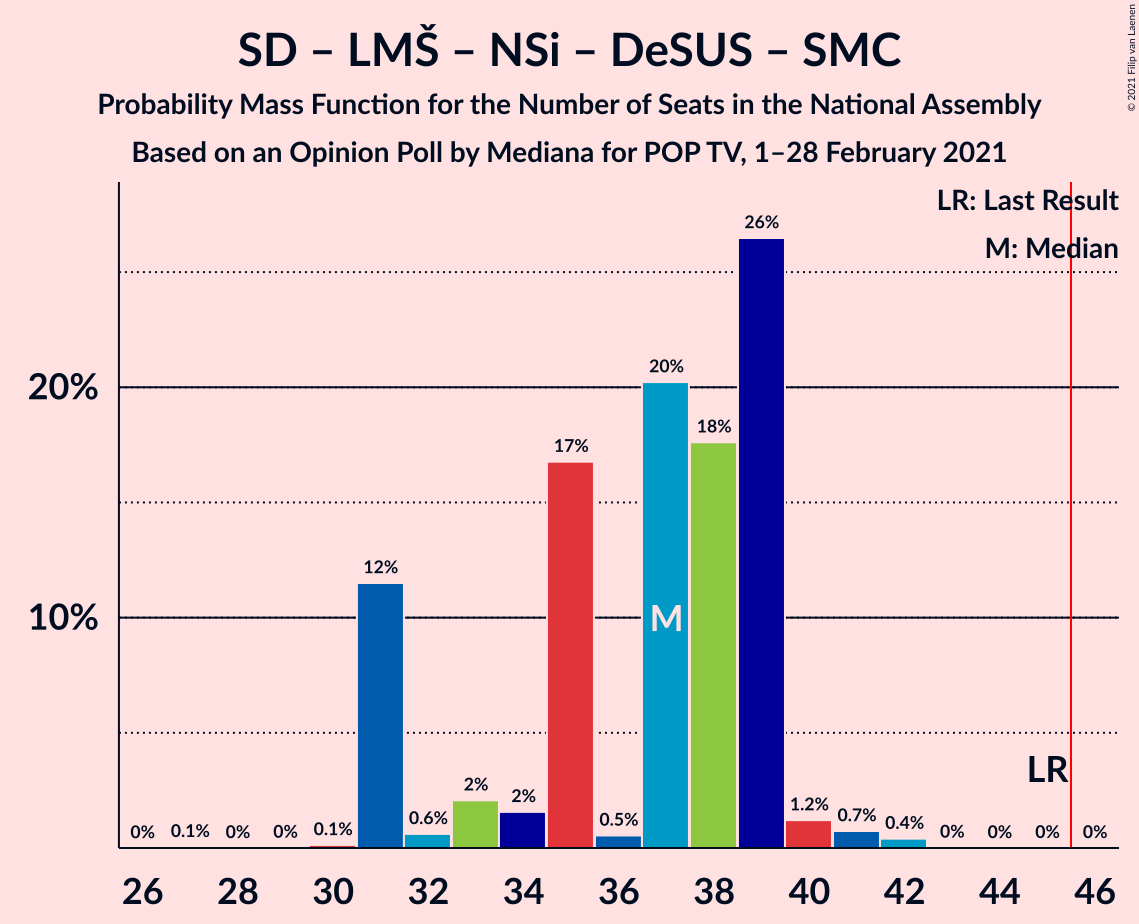 SD – LMŠ – NSi – DeSUS – SMC
Probability Mass Function for the Number of Seats in the National Assembly
Based on an Opinion Poll by Mediana for POP TV, 1–28 February 2021
© 2021 Filip van Laenen
LR: Last Result
M: Median
26%
20%
20%
18%
17%
12%
10%
M
LR
2%
2%
1.2%
0.7%
0.6%
0.5%
0.4%
0%
0.1%
0%
0%
0.1%
0%
0%
0%
0%
26 28 30 32 34 36 38 40 42 44 46